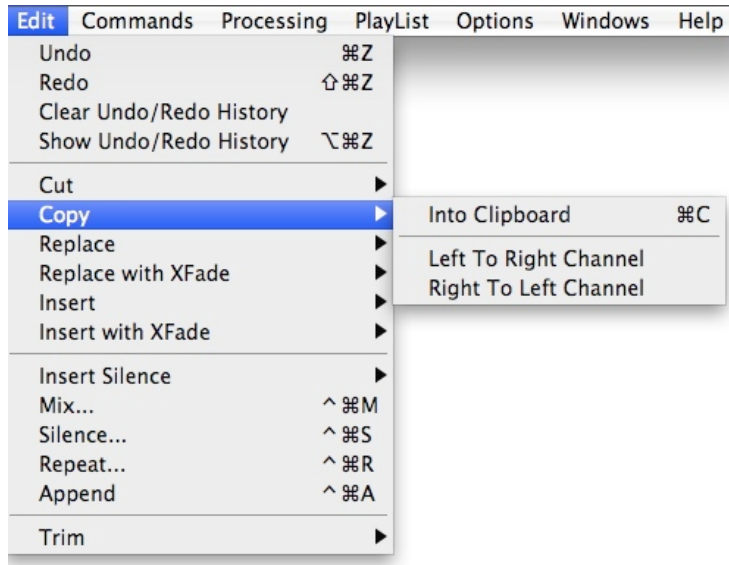 Edit Commands Processing PlayList Options Windows Help
Undo ⌘Z
Redo ⇧⌘Z
Clear Undo/Redo History
Show Undo/Redo History ⌥⌘Z
Cut
Copy
Replace
Replace with XFade
Insert
Insert with XFade
Insert Silence
Mix... ^⌘M
Silence... ^⌘S
Repeat... ^⌘R
Append ^⌘A
Trim
Into Clipboard ⌘C
Left To Right Channel
Right To Left Channel